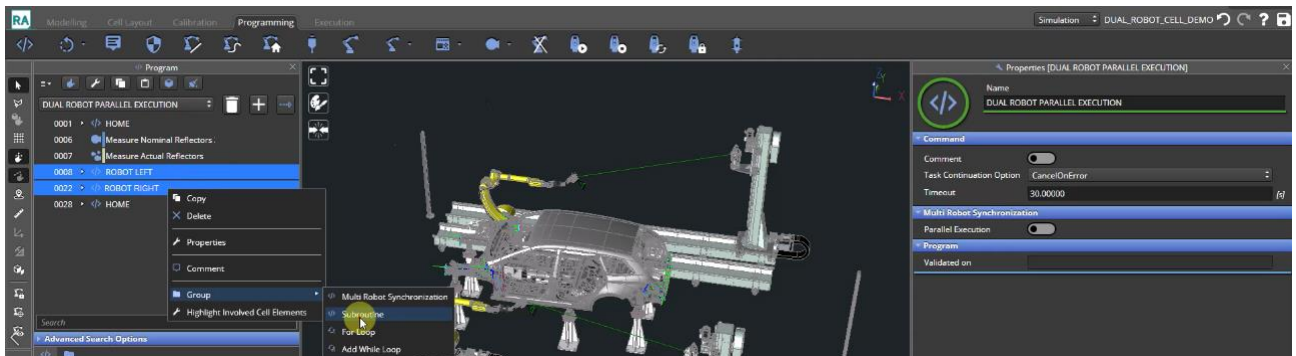 RA Modelling Cell Layout Calibration Programming Execution Simulation DUAL_ROBOT_CELL_DEMO ?
Program
DUAL ROBOT PARALLEL EXECUTION
0001 HOME
0006 Measure Nominal Reflectors
0007 Measure Actual Reflectors
0008 ROBOT LEFT
0022 ROBOT RIGHT
0028 HOME
Copy
Delete
Properties
Comment
Group
Highlight Involved Cell Elements
Multi Robot Synchronization
Subroutine
For Loop
Add While Loop
Search
Advanced Search Options
Z
Y
X
Properties [DUAL ROBOT PARALLEL EXECUTION]
Name
DUAL ROBOT PARALLEL EXECUTION
Command
Comment
Task Continuation Option CancelOnError
Timeout 30.00000 [s]
Multi Robot Synchronization
Parallel Execution
Program
Validated on